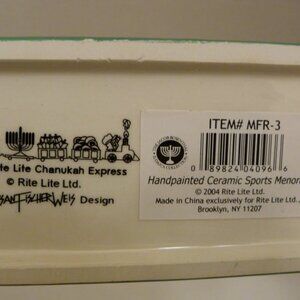 te Lite Chanukah Express
© Rite Lite Ltd.
Design
ITEM# MFR-3
0 89824 04096 6
Handpainted Ceramic Sports Menor
© 2004 Rite Lite Ltd.
Made in China exclusively for Rite Lite Ltd.,
Brooklyn, NY 11207